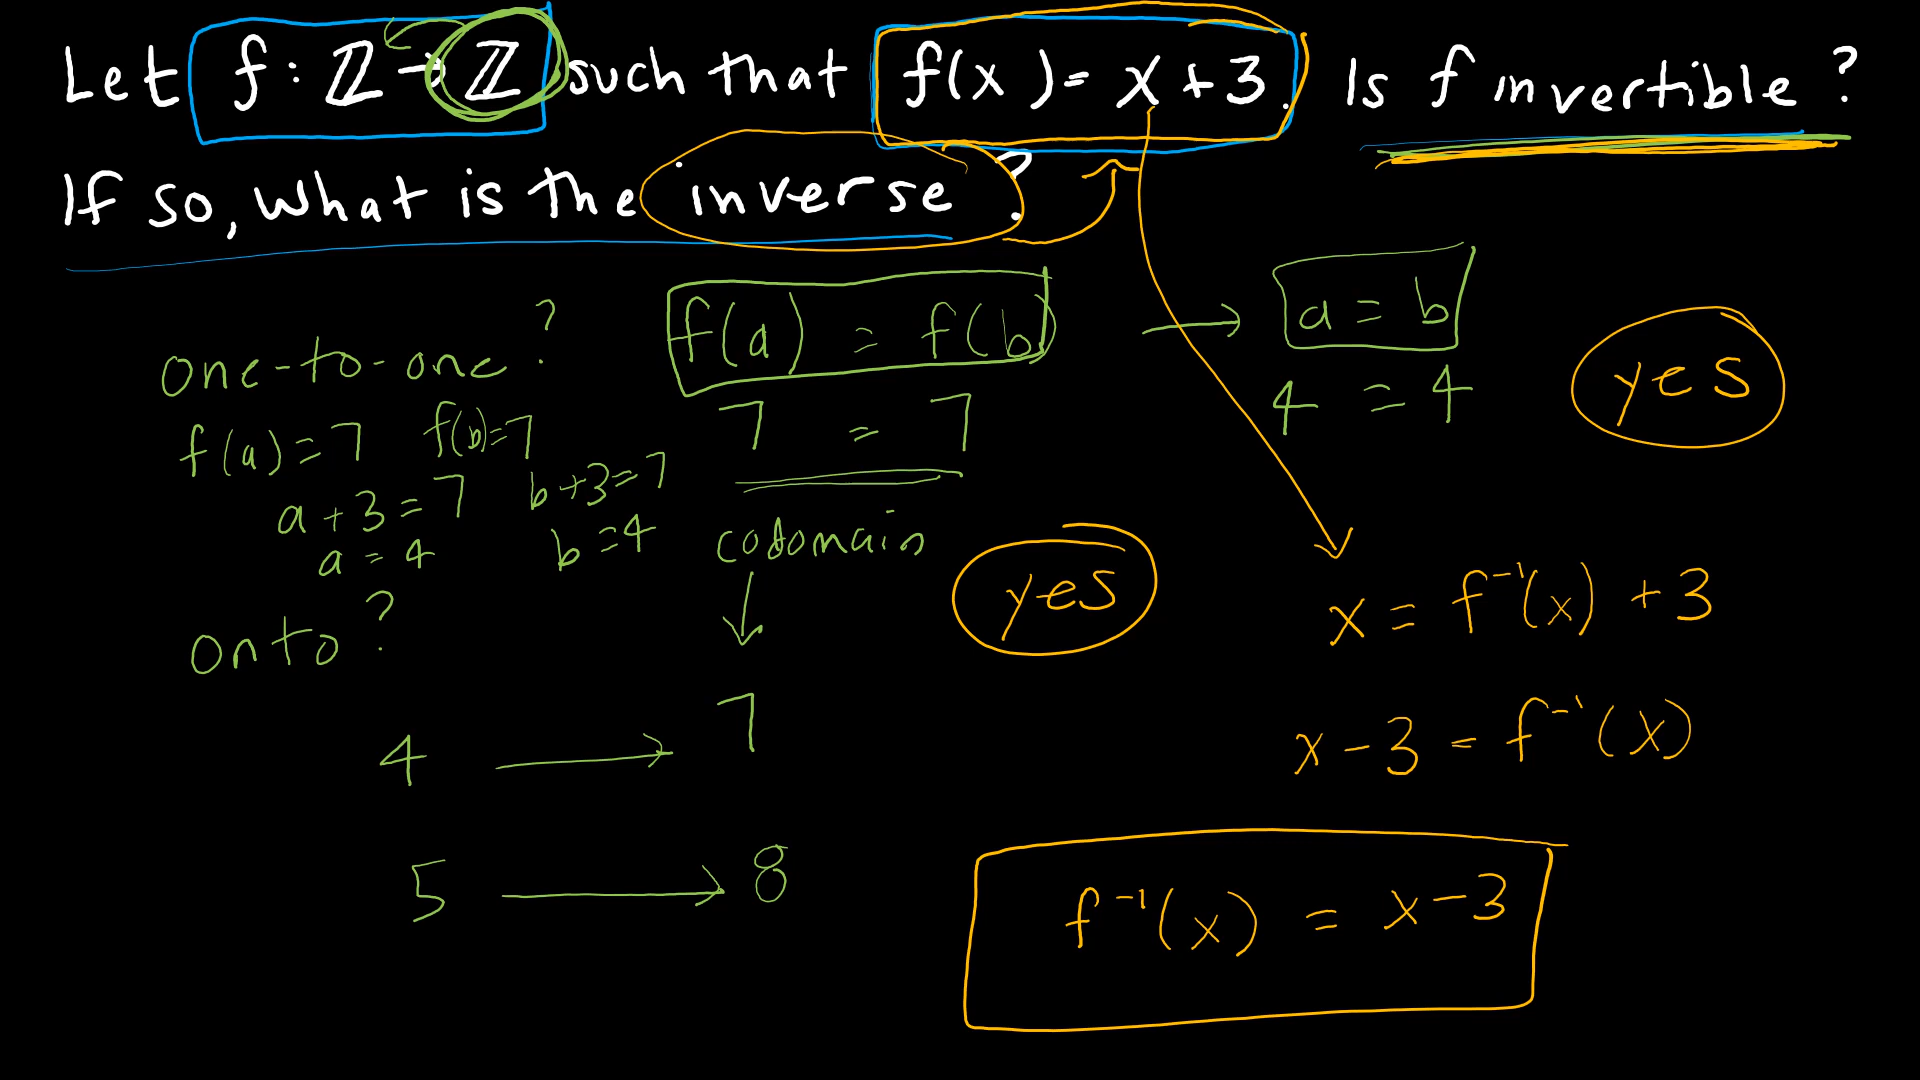 Let f : ℤ → ℤ such that f(x) = x + 3. Is f invertible?
If so, what is the inverse?
one-to-one? f(a) = f(b) → a = b
7 = 7 4 = 4 yes
f(a) = 7 f(b) = 7
a + 3 = 7 b + 3 = 7
a = 4 b = 4 codomain
yes
onto?
x = f⁻¹(x) + 3
4 → 7
x - 3 = f⁻¹(x)
5 → 8
f⁻¹(x) = x - 3